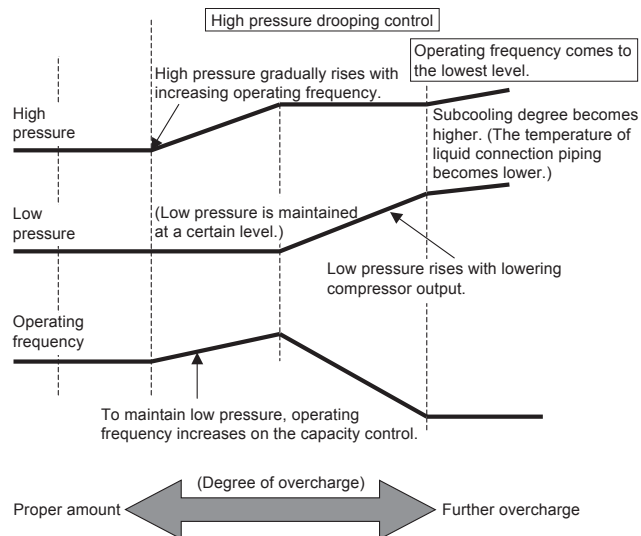 High pressure drooping control
Operating frequency comes to
the lowest level.
High pressure gradually rises with
increasing operating frequency.
High
pressure
Subcooling degree becomes
higher. (The temperature of
liquid connection piping
becomes lower.)
Low
pressure
(Low pressure is maintained
at a certain level.)
Low pressure rises with lowering
compressor output.
Operating
frequency
To maintain low pressure, operating
frequency increases on the capacity control.
(Degree of overcharge)
Proper amount
Further overcharge